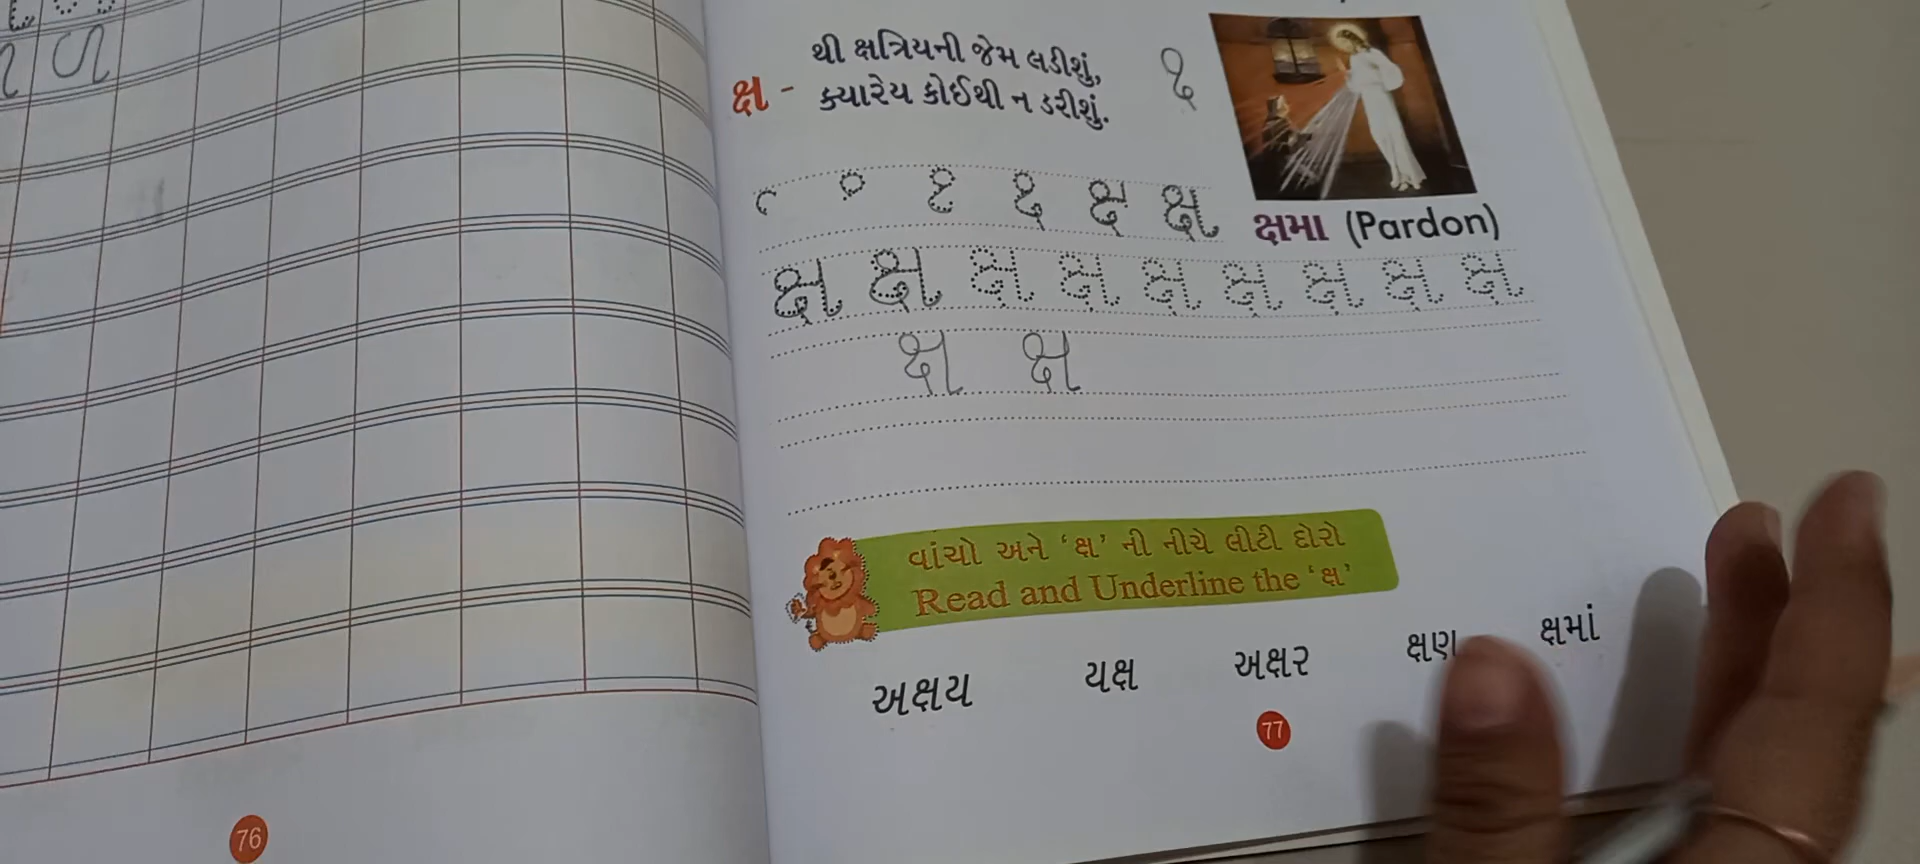 ળ
થી ક્ષત્રિયની જેમ લડીશું,
ક્ષ -
ક્યારેય કોઈથી ન ડરીશું.
ક્ષ
ક્ષમા (Pardon)
ક્ષ ક્ષ ક્ષ ક્ષ ક્ષ ક્ષ ક્ષ ક્ષ ક્ષ
ક્ષ ક્ષ
વાંચો અને ‘ક્ષ’ ની નીચે લીટી દોરો
Read and Underline the ‘ક્ષ’
અક્ષય યક્ષ અક્ષર ક્ષણ ક્ષમાં
77
76